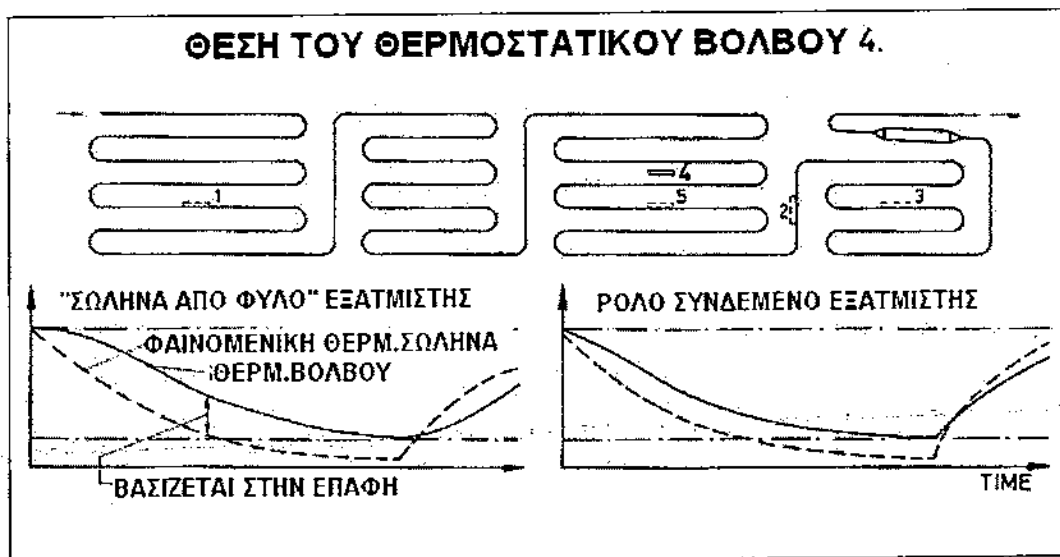 ΘΕΣΗ ΤΟΥ ΘΕΡΜΟΣΤΑΤΙΚΟΥ ΒΟΛΒΟΥ 4.
1
4
5
2
3
"ΣΩΛΗΝΑ ΑΠΟ ΦΥΛΟ" ΕΞΑΤΜΙΣΤΗΣ
ΦΑΙΝΟΜΕΝΙΚΗ ΘΕΡΜ.ΣΩΛΗΝΑ
ΘΕΡΜ.ΒΟΛΒΟΥ
ΒΑΣΙΖΕΤΑΙ ΣΤΗΝ ΕΠΑΦΗ
ΡΟΛΟ ΣΥΝΔΕΜΕΝΟ ΕΞΑΤΜΙΣΤΗΣ
TIME